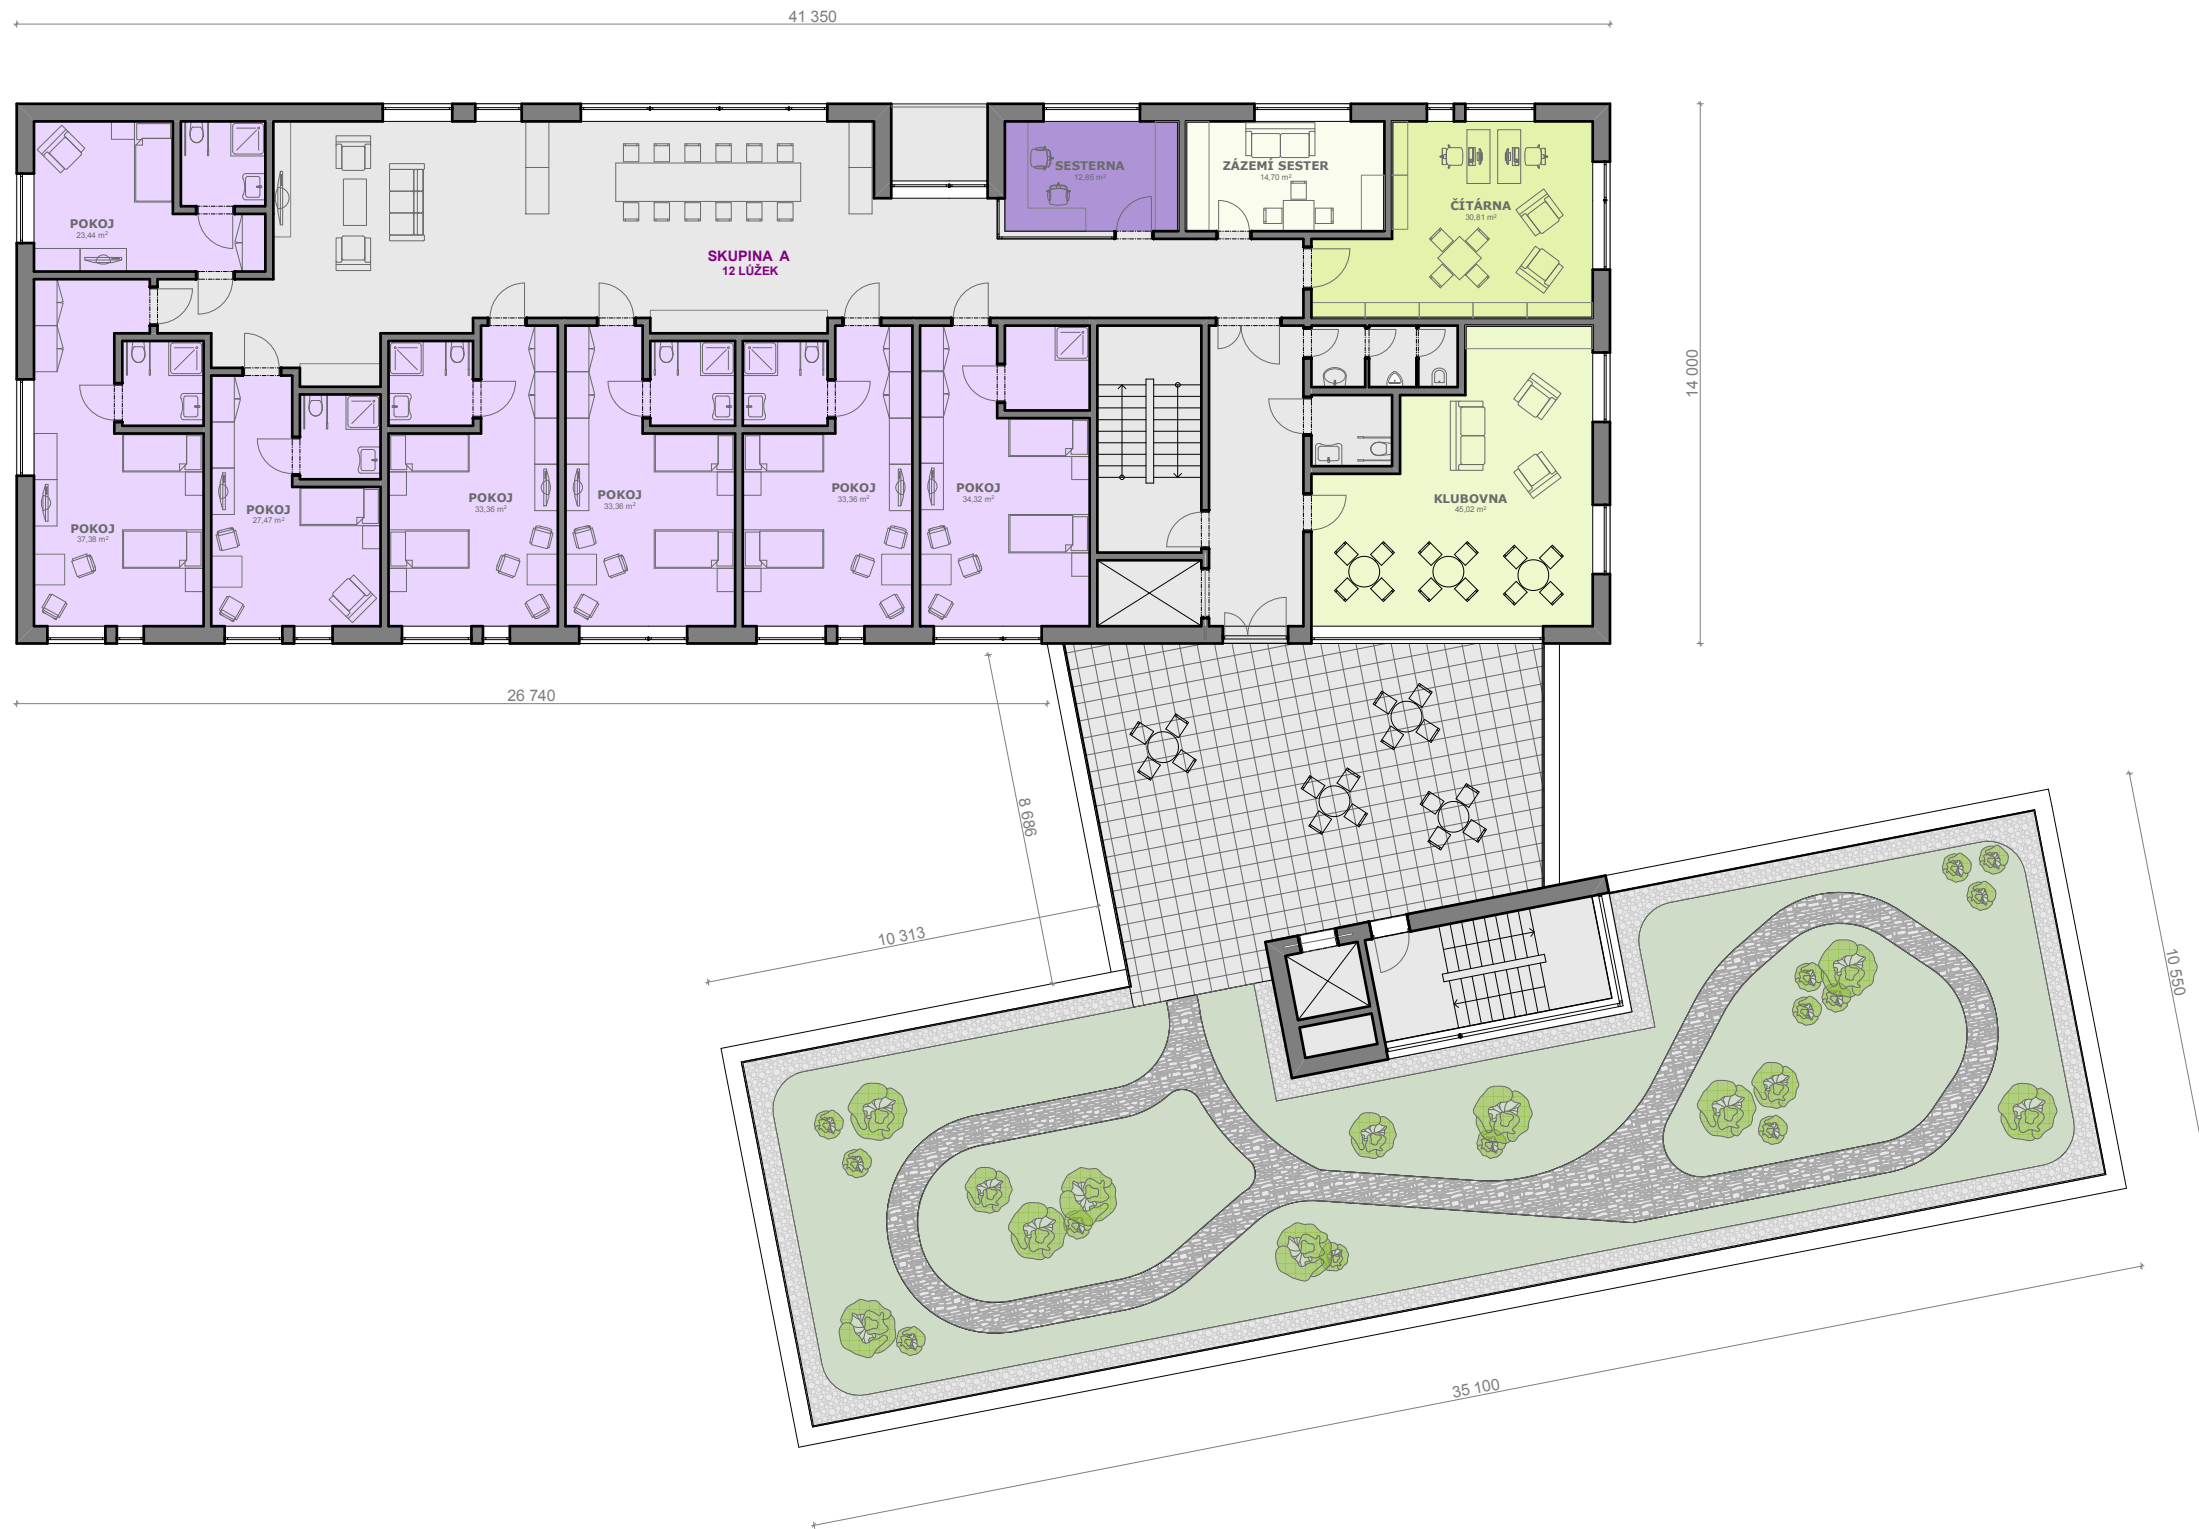 41 350
SESTERNA
12,65 m²
ZÁZEMÍ SESTER
14,70 m²
ČÍTÁRNA
30,81 m²
POKOJ
23,44 m²
SKUPINA A
12 LŮŽEK
14 000
POKOJ
37,38 m²
POKOJ
27,47 m²
POKOJ
33,36 m²
POKOJ
33,36 m²
POKOJ
33,36 m²
POKOJ
34,32 m²
KLUBOVNA
45,02 m²
26 740
8 686
10 313
10 550
35 100